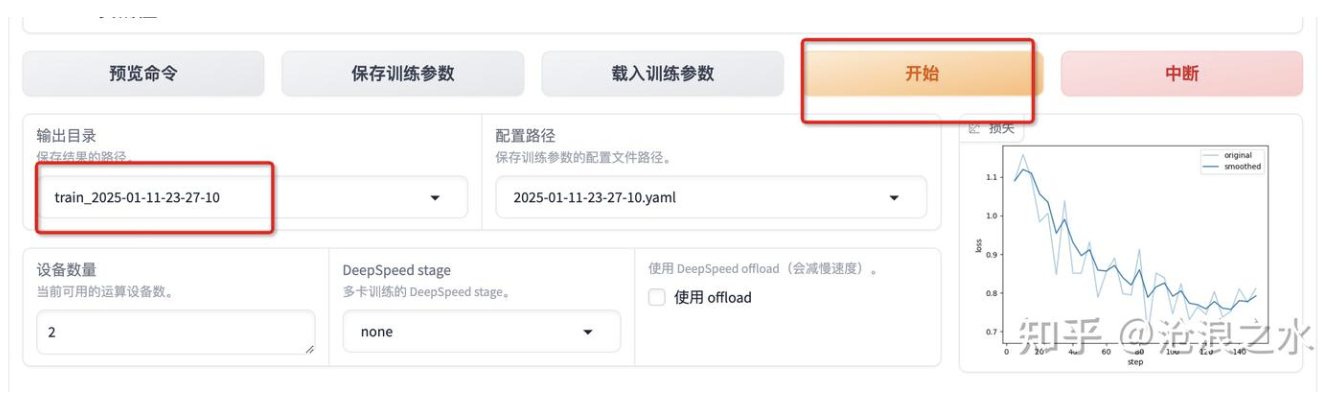 预览命令
保存训练参数
载入训练参数
开始
中断
输出目录
保存结果的路径。
train_2025-01-11-23-27-10
配置路径
保存训练参数的配置文件路径。
2025-01-11-23-27-10.yaml
设备数量
当前可用的运算设备数。
2
DeepSpeed stage
多卡训练的 DeepSpeed stage。
none
使用 DeepSpeed offload（会减慢速度）。
使用 offload
损失
original
smoothed
1.1
1.0
0.9
0.8
0.7
loss
0 20 40 60 80 100 120 140
step
知乎 @沧浪之水